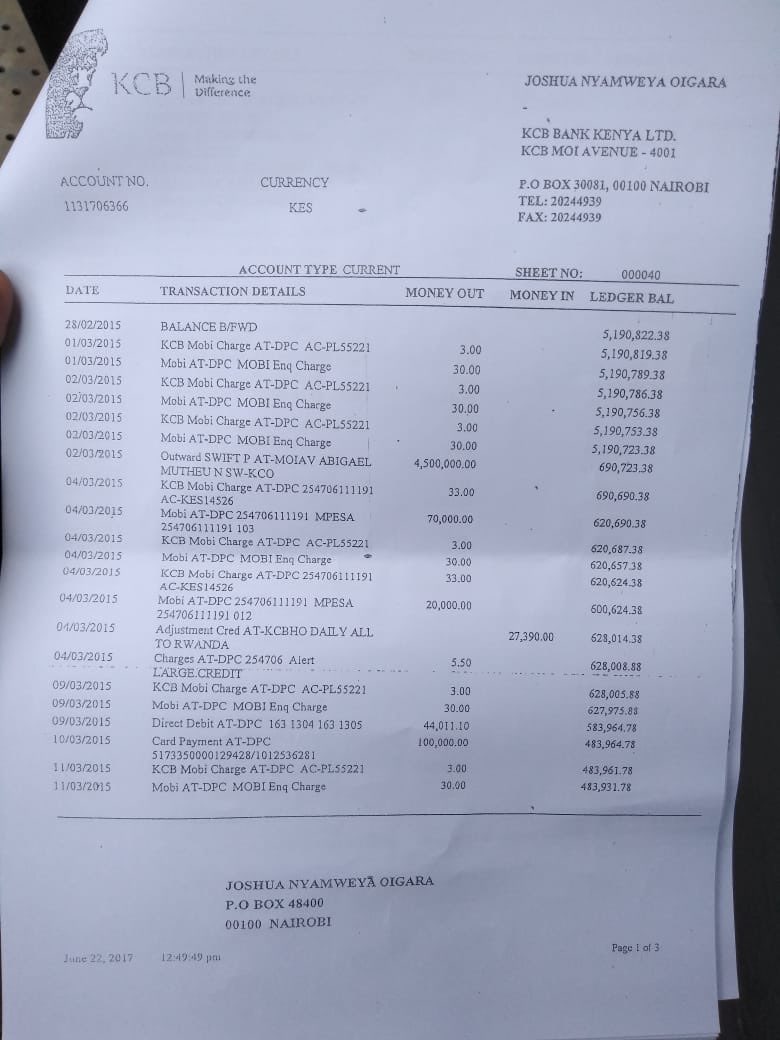 KCB | Making the
Difference
JOSHUA NYAMWEYA OIGARA
-
KCB BANK KENYA LTD.
KCB MOI AVENUE - 4001
ACCOUNT NO. CURRENCY
P.O BOX 30081, 00100 NAIROBI
1131706366 KES
TEL: 20244939
FAX: 20244939
ACCOUNT TYPE CURRENT SHEET NO: 000040
DATE TRANSACTION DETAILS MONEY OUT MONEY IN LEDGER BAL
28/02/2015 BALANCE B/FWD 5,190,822.38
01/03/2015 KCB Mobi Charge AT-DPC AC-PL55221 3.00 5,190,819.38
01/03/2015 Mobi AT-DPC MOBI Enq Charge 30.00 5,190,789.38
02/03/2015 KCB Mobi Charge AT-DPC AC-PL55221 3.00 5,190,786.38
02/03/2015 Mobi AT-DPC MOBI Enq Charge 30.00 5,190,756.38
02/03/2015 KCB Mobi Charge AT-DPC AC-PL55221 3.00 5,190,753.38
02/03/2015 Mobi AT-DPC MOBI Enq Charge 30.00 5,190,723.38
02/03/2015 Outward SWIFT P AT-MOIAV ABIGAEL 4,500,000.00 690,723.38
MUTHEU N SW-KCO
04/03/2015 KCB Mobi Charge AT-DPC 254706111191 33.00 690,690.38
AC-KES14526
04/03/2015 Mobi AT-DPC 254706111191 MPESA 70,000.00 620,690.38
254706111191 103
04/03/2015 KCB Mobi Charge AT-DPC AC-PL55221 3.00 620,687.38
04/03/2015 Mobi AT-DPC MOBI Enq Charge 30.00 620,657.38
04/03/2015 KCB Mobi Charge AT-DPC 254706111191 33.00 620,624.38
AC-KES14526
04/03/2015 Mobi AT-DPC 254706111191 MPESA 20,000.00 600,624.38
254706111191 012
04/03/2015 Adjustment Cred AT-KCBHO DAILY ALL 27,390.00 628,014.38
TO RWANDA
04/03/2015 Charges AT-DPC 254706 Alert 5.50 628,008.88
LARGE.CREDIT
09/03/2015 KCB Mobi Charge AT-DPC AC-PL55221 3.00 628,005.88
09/03/2015 Mobi AT-DPC MOBI Enq Charge 30.00 627,975.88
09/03/2015 Direct Debit AT-DPC 163 1304 163 1305 44,011.10 583,964.78
10/03/2015 Card Payment AT-DPC 100,000.00 483,964.78
5173350000129428/1012536281
11/03/2015 KCB Mobi Charge AT-DPC AC-PL55221 3.00 483,961.78
11/03/2015 Mobi AT-DPC MOBI Enq Charge 30.00 483,931.78
JOSHUA NYAMWEYA OIGARA
P.O BOX 48400
00100 NAIROBI
June 22, 2017 12:49:49 pm Page 1 of 3